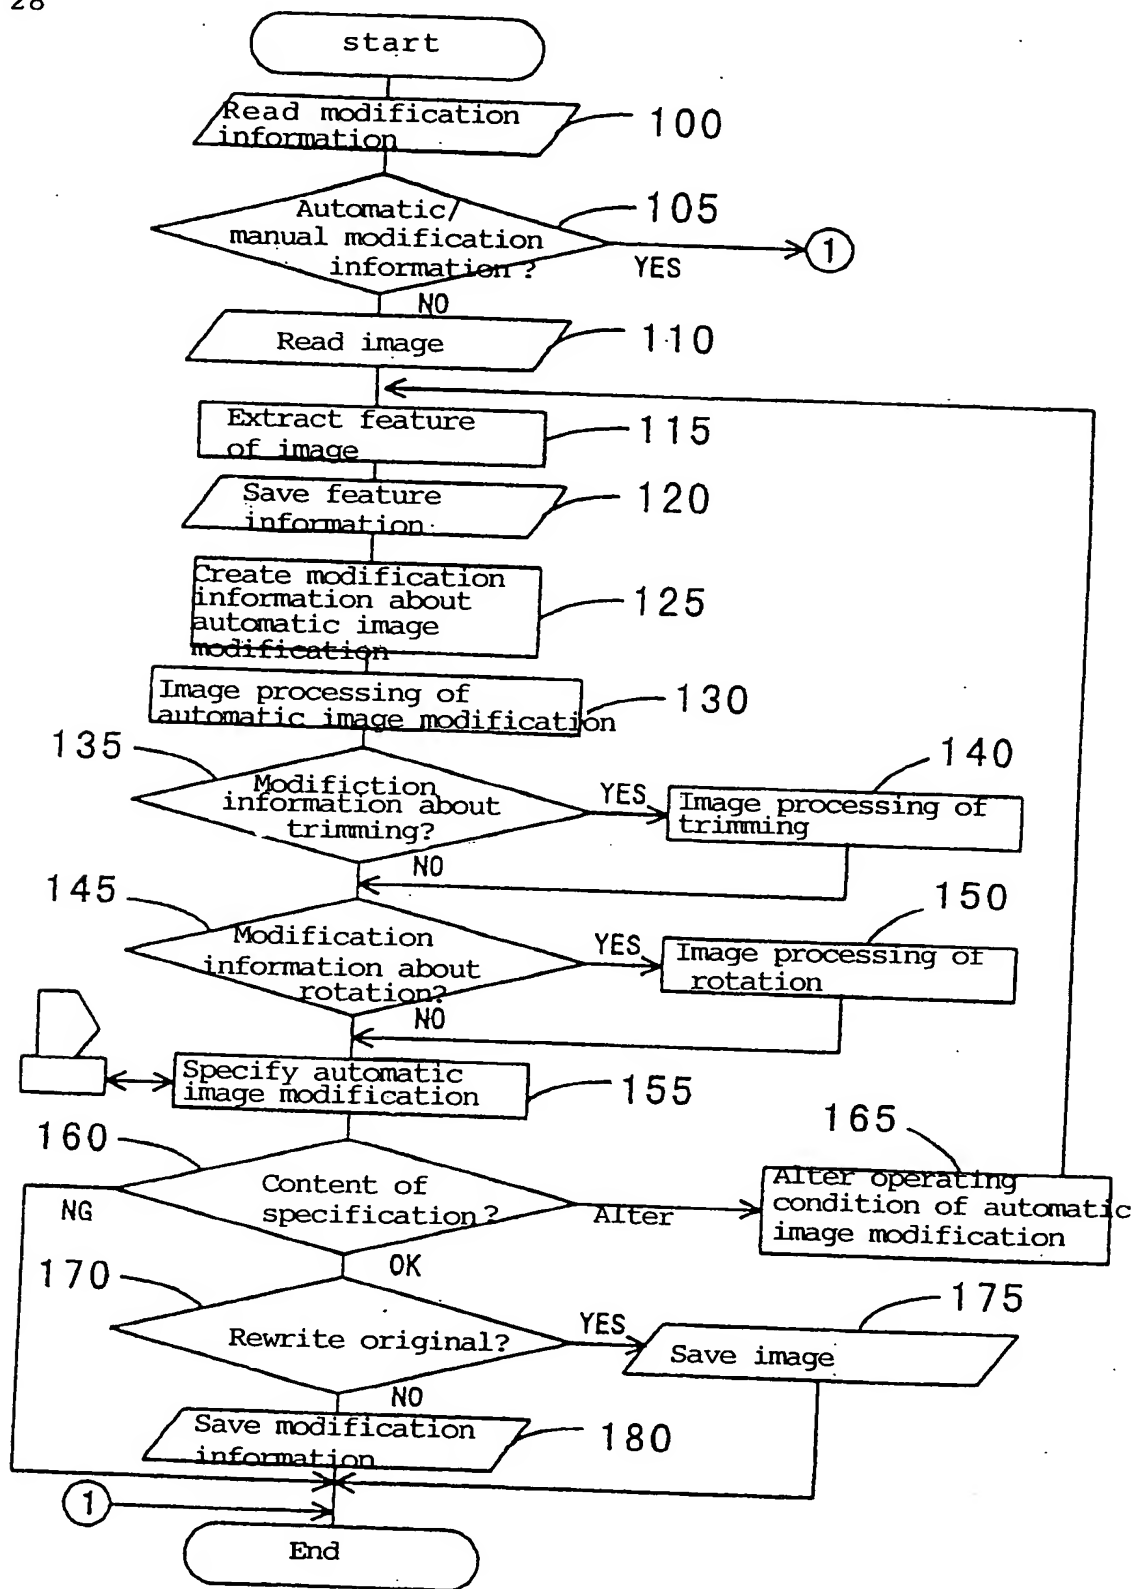 28
start
Read modification
information
100
Automatic/
manual modification
information?
105
YES
1
NO
Read image
110
Extract feature
of image
115
Save feature
information
120
Create modification
information about
automatic image
modification
125
Image processing of
automatic image modification
130
135
Modifiction
information about
trimming?
YES
140
Image processing of
trimming
NO
145
Modification
information about
rotation?
YES
150
Image processing of
rotation
NO
Specify automatic
image modification
155
160
Content of
specification?
NG
Alter
165
Alter operating
condition of automatic
image modification
OK
170
Rewrite original?
YES
175
Save image
NO
Save modification
information
180
1
End